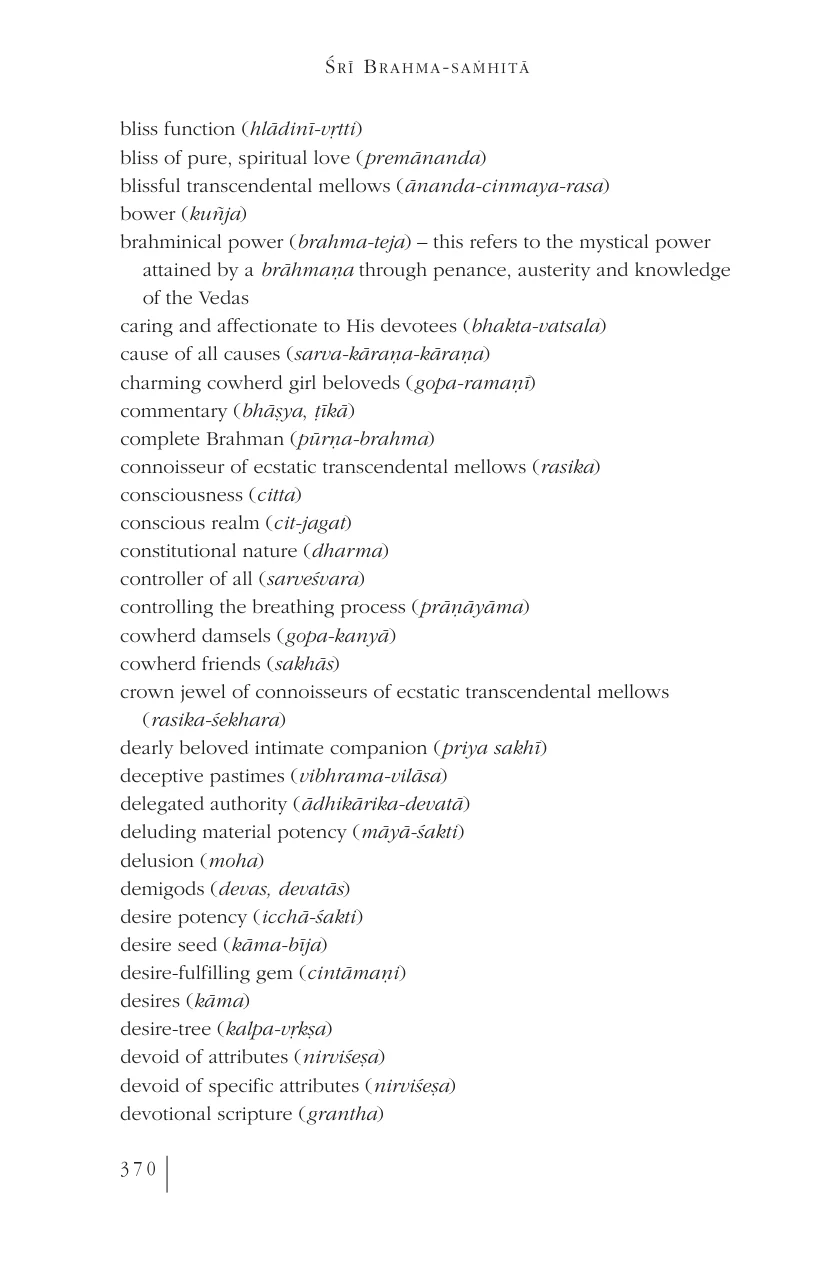 ŚRĪ BRAHMA-SAṀHITĀ
bliss function (hlādinī-vṛtti)
bliss of pure, spiritual love (premānanda)
blissful transcendental mellows (ānanda-cinmaya-rasa)
bower (kuñja)
brahminical power (brahma-teja) – this refers to the mystical power
attained by a brāhmaṇa through penance, austerity and knowledge
of the Vedas
caring and affectionate to His devotees (bhakta-vatsala)
cause of all causes (sarva-kāraṇa-kāraṇa)
charming cowherd girl beloveds (gopa-ramaṇī)
commentary (bhāṣya, ṭīkā)
complete Brahman (pūrṇa-brahma)
connoisseur of ecstatic transcendental mellows (rasika)
consciousness (citta)
conscious realm (cit-jagat)
constitutional nature (dharma)
controller of all (sarveśvara)
controlling the breathing process (prāṇāyāma)
cowherd damsels (gopa-kanyā)
cowherd friends (sakhās)
crown jewel of connoisseurs of ecstatic transcendental mellows
(rasika-śekhara)
dearly beloved intimate companion (priya sakhī)
deceptive pastimes (vibhrama-vilāsa)
delegated authority (ādhikārika-devatā)
deluding material potency (māyā-śakti)
delusion (moha)
demigods (devas, devatās)
desire potency (icchā-śakti)
desire seed (kāma-bīja)
desire-fulfilling gem (cintāmaṇi)
desires (kāma)
desire-tree (kalpa-vṛkṣa)
devoid of attributes (nirviśeṣa)
devoid of specific attributes (nirviśeṣa)
devotional scripture (grantha)
370